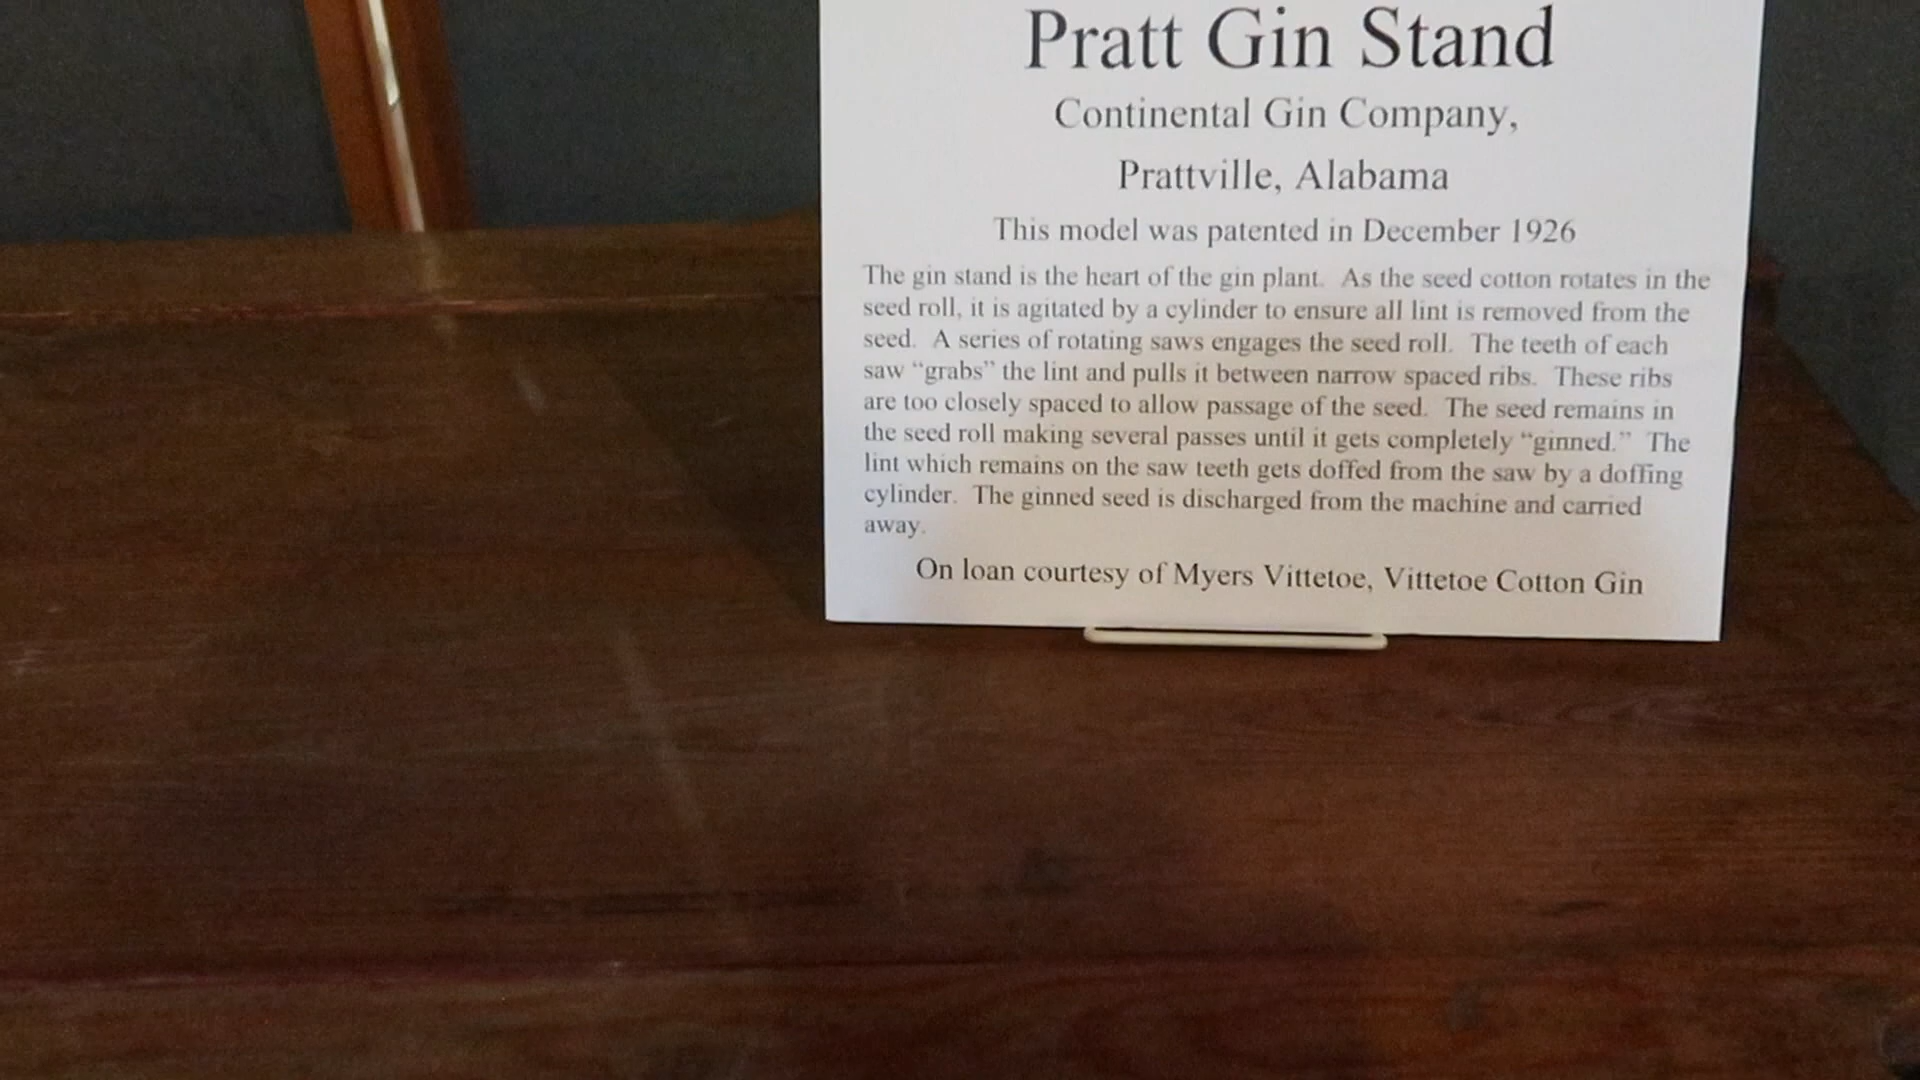 Pratt Gin Stand
Continental Gin Company,
Prattville, Alabama
This model was patented in December 1926
The gin stand is the heart of the gin plant. As the seed cotton rotates in the
seed roll, it is agitated by a cylinder to ensure all lint is removed from the
seed. A series of rotating saws engages the seed roll. The teeth of each
saw “grabs” the lint and pulls it between narrow spaced ribs. These ribs
are too closely spaced to allow passage of the seed. The seed remains in
the seed roll making several passes until it gets completely “ginned.” The
lint which remains on the saw teeth gets doffed from the saw by a doffing
cylinder. The ginned seed is discharged from the machine and carried
away.
On loan courtesy of Myers Vittetoe, Vittetoe Cotton Gin